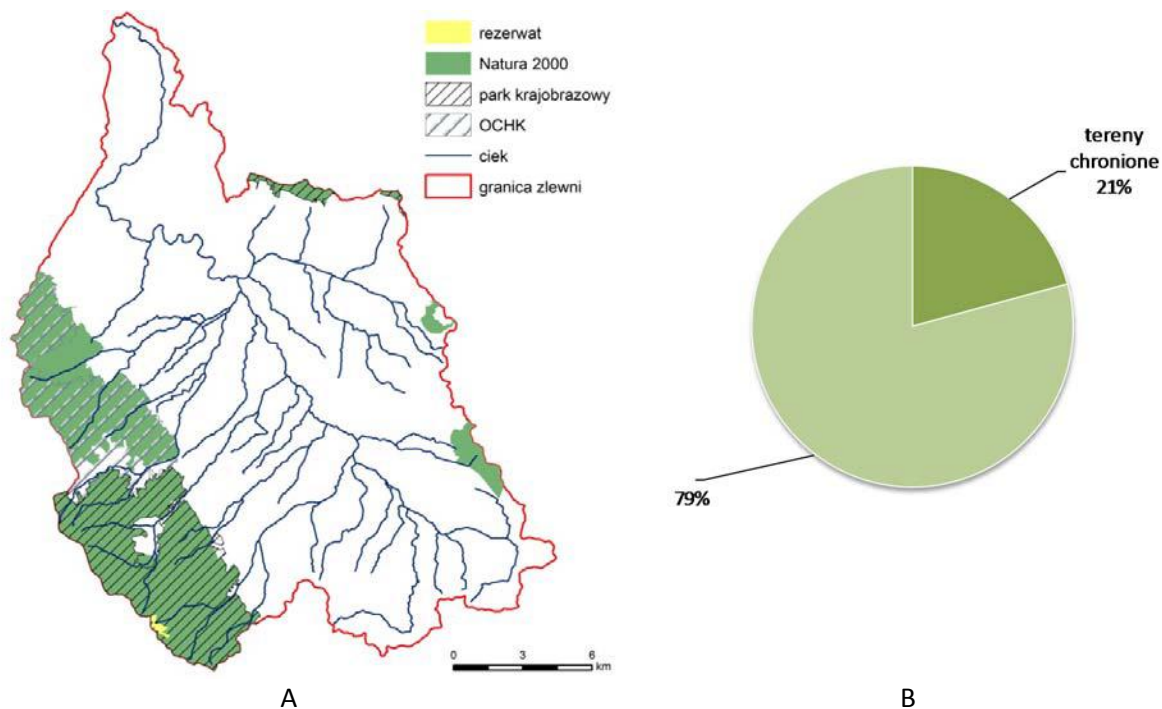 rezerwat
Natura 2000
park krajobrazowy
OCHK
ciek
granica zlewni
0 3 6
km
A
tereny
chronione
21%
79%
B